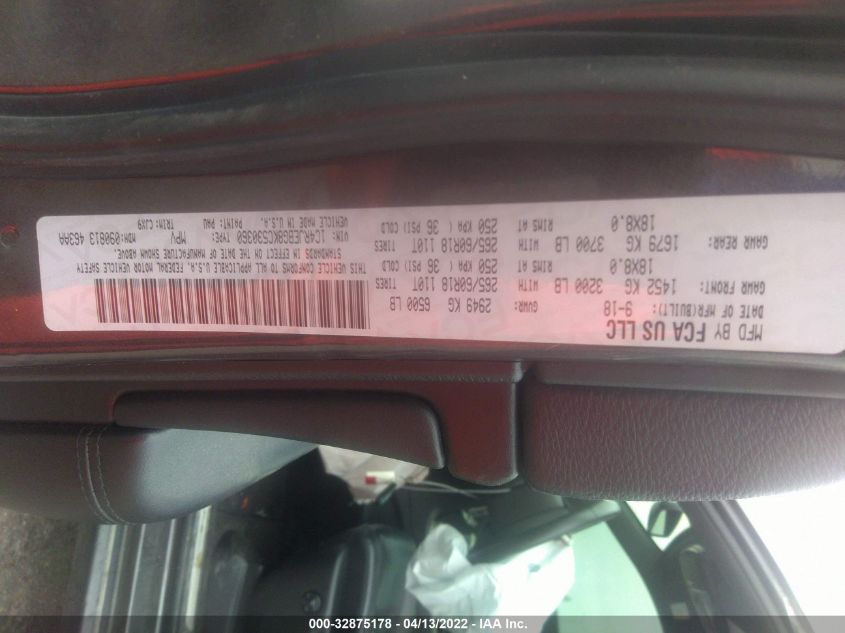 MFD BY FCA US LLC
DATE OF MFR(BUILT): 9-18 GVWR: 2949 KG 6500 LB
GAWR FRONT: 1452 KG 3200 LB WITH 265/60R18 110T TIRES
18X8.0 RIMS AT 250 KPA ( 36 PSI) COLD
GAWR REAR: 1679 KG 3700 LB WITH 265/60R18 110T TIRES
18X8.0 RIMS AT 250 KPA ( 36 PSI) COLD
THIS VEHICLE CONFORMS TO ALL APPLICABLE U.S.A. FEDERAL MOTOR VEHICLE SAFETY
STANDARDS IN EFFECT ON THE DATE OF MANUFACTURE SHOWN ABOVE.
VIN: 1C4RJEBG8KC530360 TYPE: MPV MDH:090813 463AA
VEHICLE MADE IN U.S.A. PAINT: PAU TRIM:CJX9
000-32875178 - 04/13/2022 - IAA Inc.